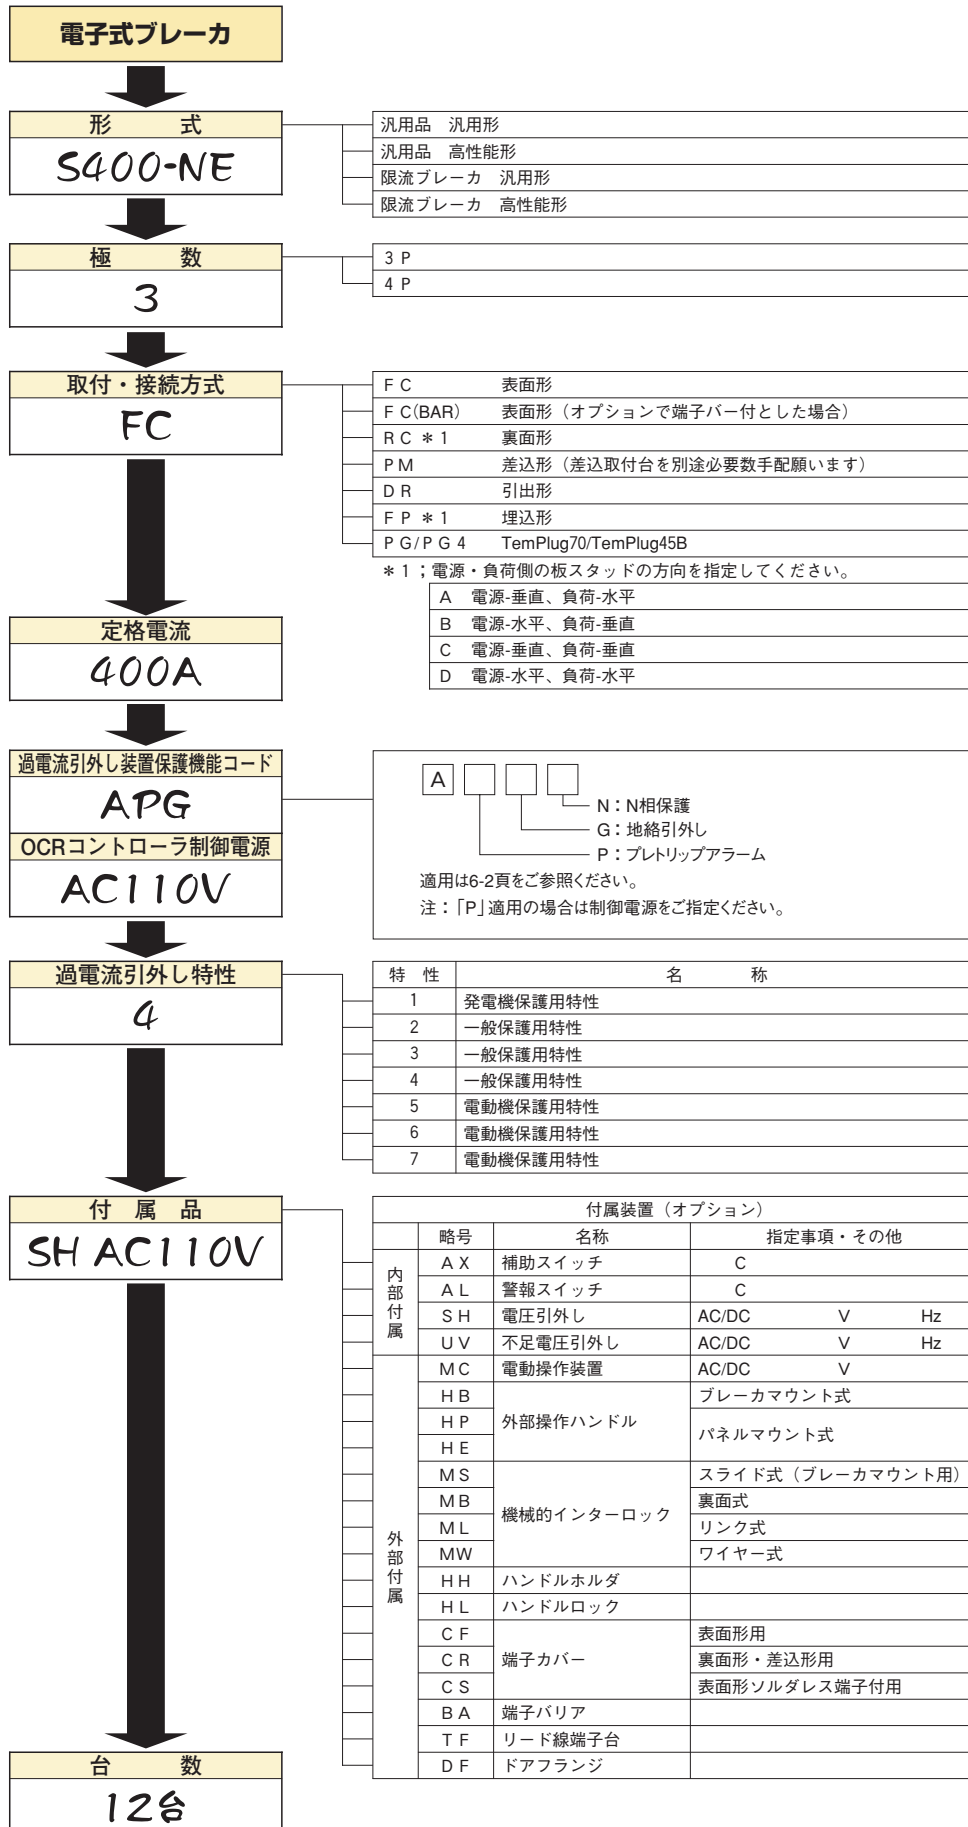 電子式ブレーカ
形　式
S400-NE
汎用品　汎用形
汎用品　高性能形
限流ブレーカ　汎用形
限流ブレーカ　高性能形
極　数
3
3 P
4 P
取付・接続方式
FC
F C　表面形
F C(BAR)　表面形（オプションで端子バー付とした場合）
R C ＊1　裏面形
P M　差込形（差込取付台を別途必要数手配願います）
D R　引出形
F P ＊1　埋込形
P G/P G 4　TemPlug70/TemPlug45B
＊1；電源・負荷側の板スタッドの方向を指定してください。
A　電源-垂直、負荷-水平
B　電源-水平、負荷-垂直
C　電源-垂直、負荷-垂直
D　電源-水平、負荷-水平
定格電流
400A
過電流引外し装置保護機能コード
APG
OCRコントローラ制御電源
AC110V
A
N：N相保護
G：地絡引外し
P：プレトリップアラーム
適用は6-2頁をご参照ください。
注：「P」適用の場合は制御電源をご指定ください。
過電流引外し特性
4
特　性　名　称
1　発電機保護用特性
2　一般保護用特性
3　一般保護用特性
4　一般保護用特性
5　電動機保護用特性
6　電動機保護用特性
7　電動機保護用特性
付　属　品
SH AC110V
付属装置（オプション）
略号　名称　指定事項・その他
内部付属
A X　補助スイッチ　C
A L　警報スイッチ　C
S H　電圧引外し　AC/DC　V　Hz
U V　不足電圧引外し　AC/DC　V　Hz
外部付属
M C　電動操作装置　AC/DC　V
H B　外部操作ハンドル　ブレーカマウント式
H P　パネルマウント式
H E
M S　機械的インターロック　スライド式（ブレーカマウント用）
M B　裏面式
M L　リンク式
MW　ワイヤー式
H H　ハンドルホルダ
H L　ハンドルロック
C F　端子カバー　表面形用
C R　裏面形・差込形用
C S　表面形ソルダレス端子付用
B A　端子バリア
T F　リード線端子台
D F　ドアフランジ
台　数
12台